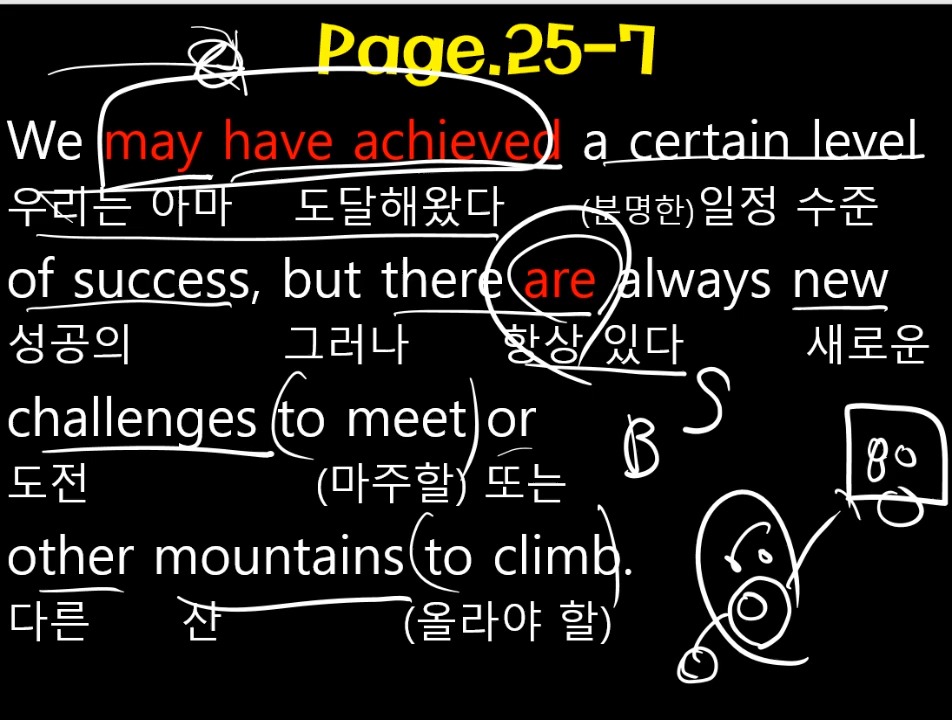 Page.25-7
We may have achieved a certain level
우리는 아마 도달해왔다 (분명한)일정 수준
of success, but there are always new
성공의 그러나 항상 있다 새로운
challenges to meet or
도전 (마주할) 또는
B S
80
other mountains to climb.
다른 산 (올라야 할)